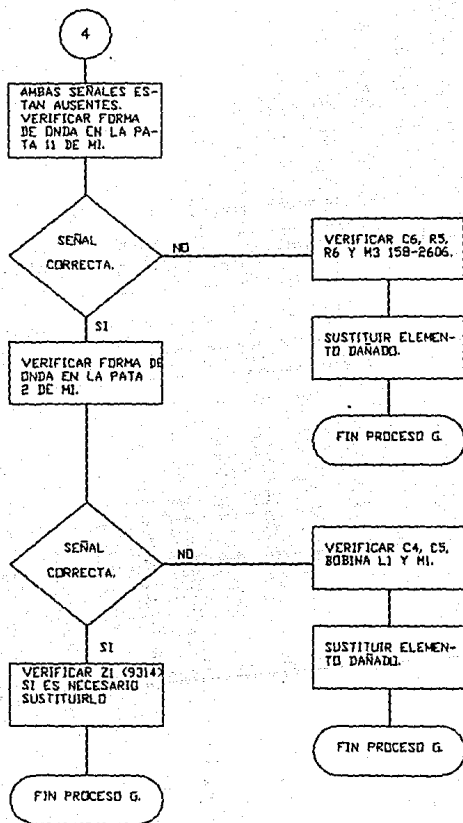 4
AMBAS SEÑALES ES-
TAN AUSENTES.
VERIFICAR FORMA
DE ONDA EN LA PA-
TA 11 DE M1.
SEÑAL
CORRECTA.
NO
VERIFICAR C6, R5,
R6 Y M3 158-2606.
SUSTITUIR ELEMEN-
TO DAÑADO.
FIN PROCESO G.
SI
VERIFICAR FORMA DE
ONDA EN LA PATA
2 DE M1.
SEÑAL
CORRECTA.
NO
VERIFICAR C4, C5,
BOBINA L1 Y M1.
SUSTITUIR ELEMEN-
TO DAÑADO.
FIN PROCESO G.
SI
VERIFICAR Z1 (9314)
SI ES NECESARIO
SUSTITUIRLO
FIN PROCESO G.